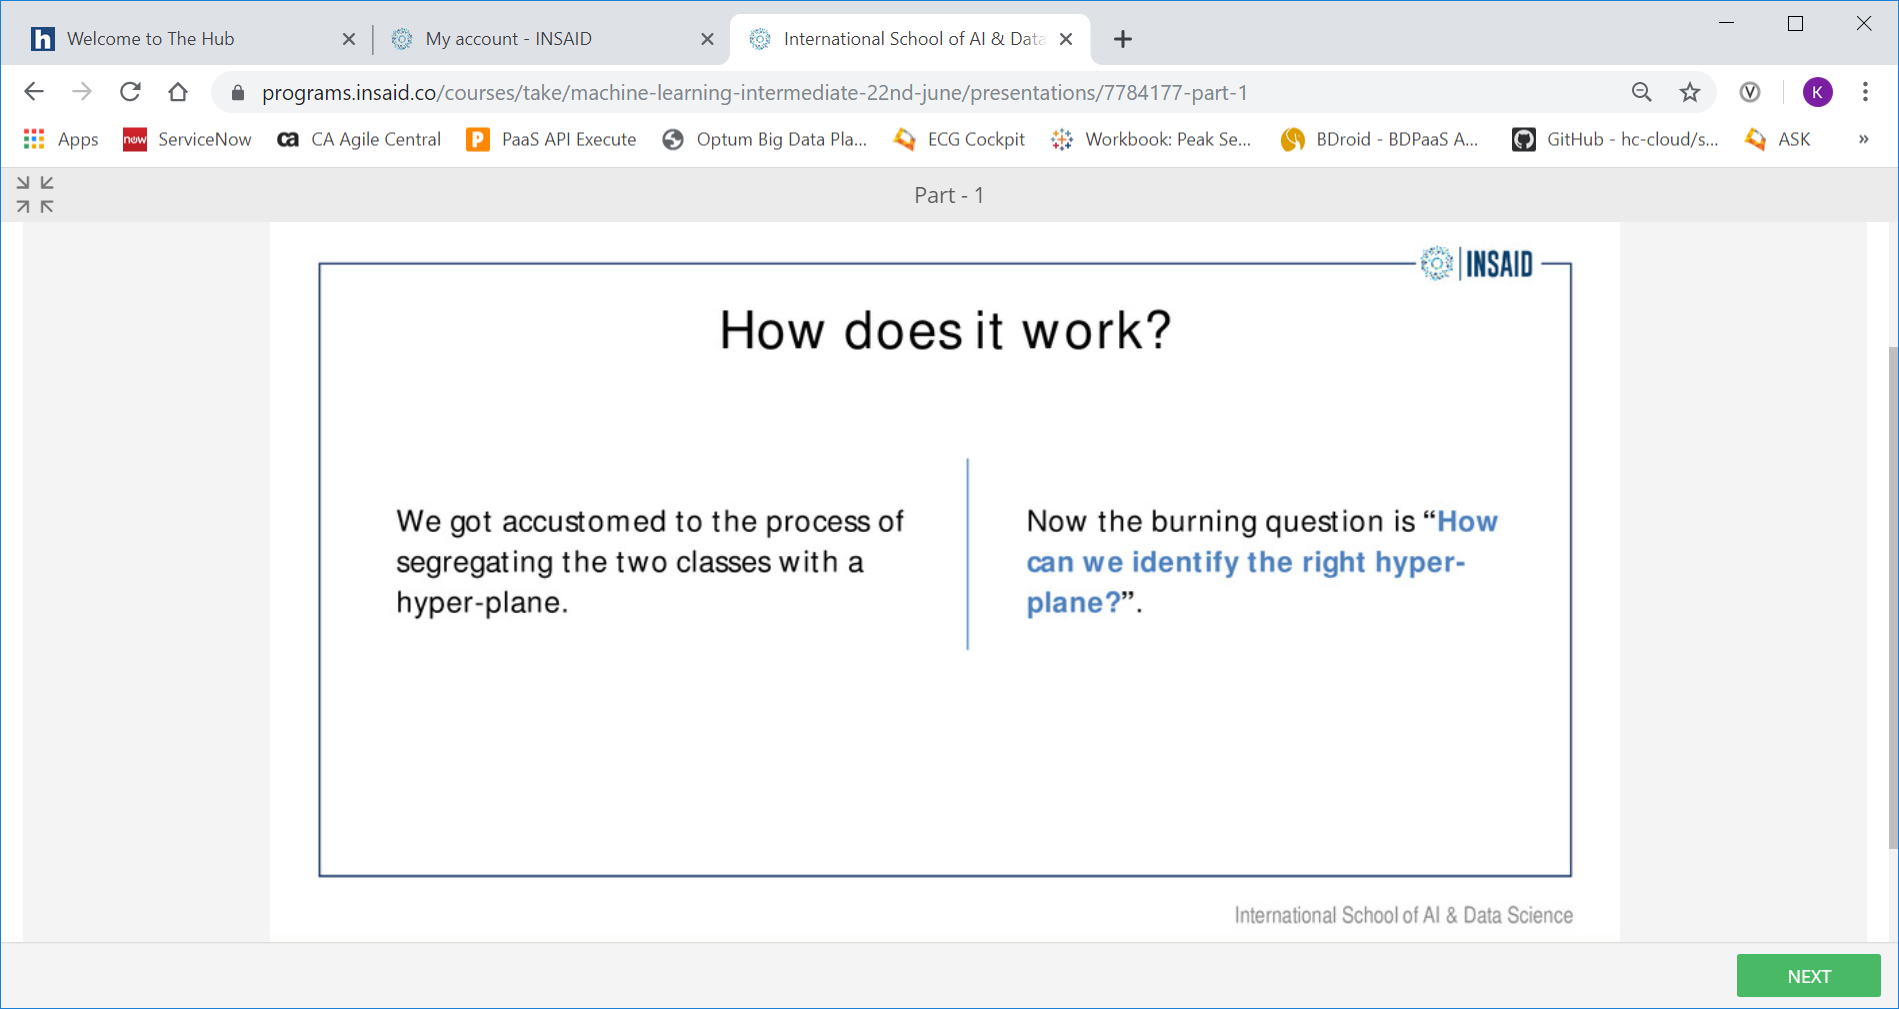 Welcome to The Hub
My account - INSAID
International School of AI & Data
programs.insaid.co/courses/take/machine-learning-intermediate-22nd-june/presentations/7784177-part-1
K
Apps
now
ServiceNow
ca
CA Agile Central
P
PaaS API Execute
Optum Big Data Pla...
ECG Cockpit
Workbook: Peak Se...
BDroid - BDPaaS A...
GitHub - hc-cloud/s...
ASK
»
Part - 1
INSAID
How does it work?
We got accustomed to the process of
segregating the two classes with a
hyper-plane.
Now the burning question is “How
can we identify the right hyper-
plane?”.
International School of AI & Data Science
NEXT